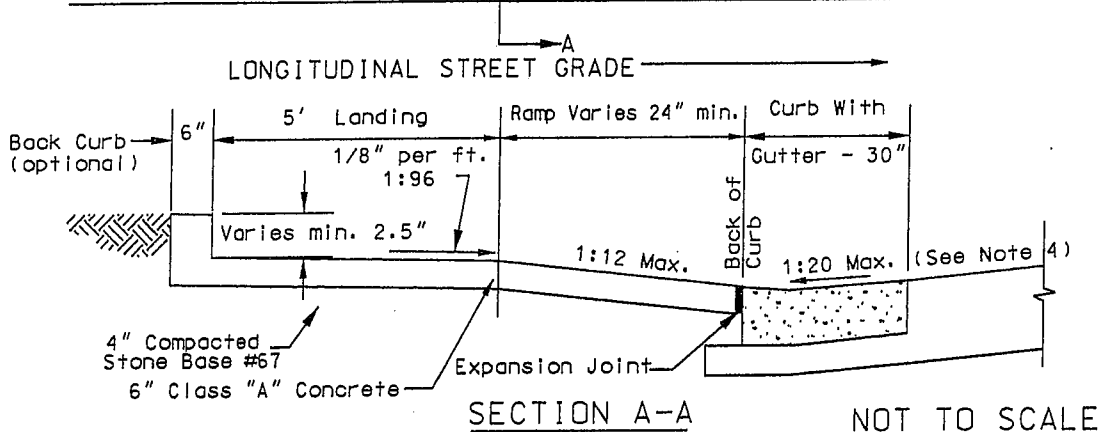 A
LONGITUDINAL STREET GRADE
Back Curb
(optional)
6"
5' Landing
Ramp Varies 24" min.
Curb With
Gutter - 30"
1/8" per ft.
1:96
Varies min. 2.5"
1:12 Max.
Back of
Curb
1:20 Max. (See Note 4)
4" Compacted
Stone Base #67
6" Class "A" Concrete
Expansion Joint
SECTION A-A
NOT TO SCALE